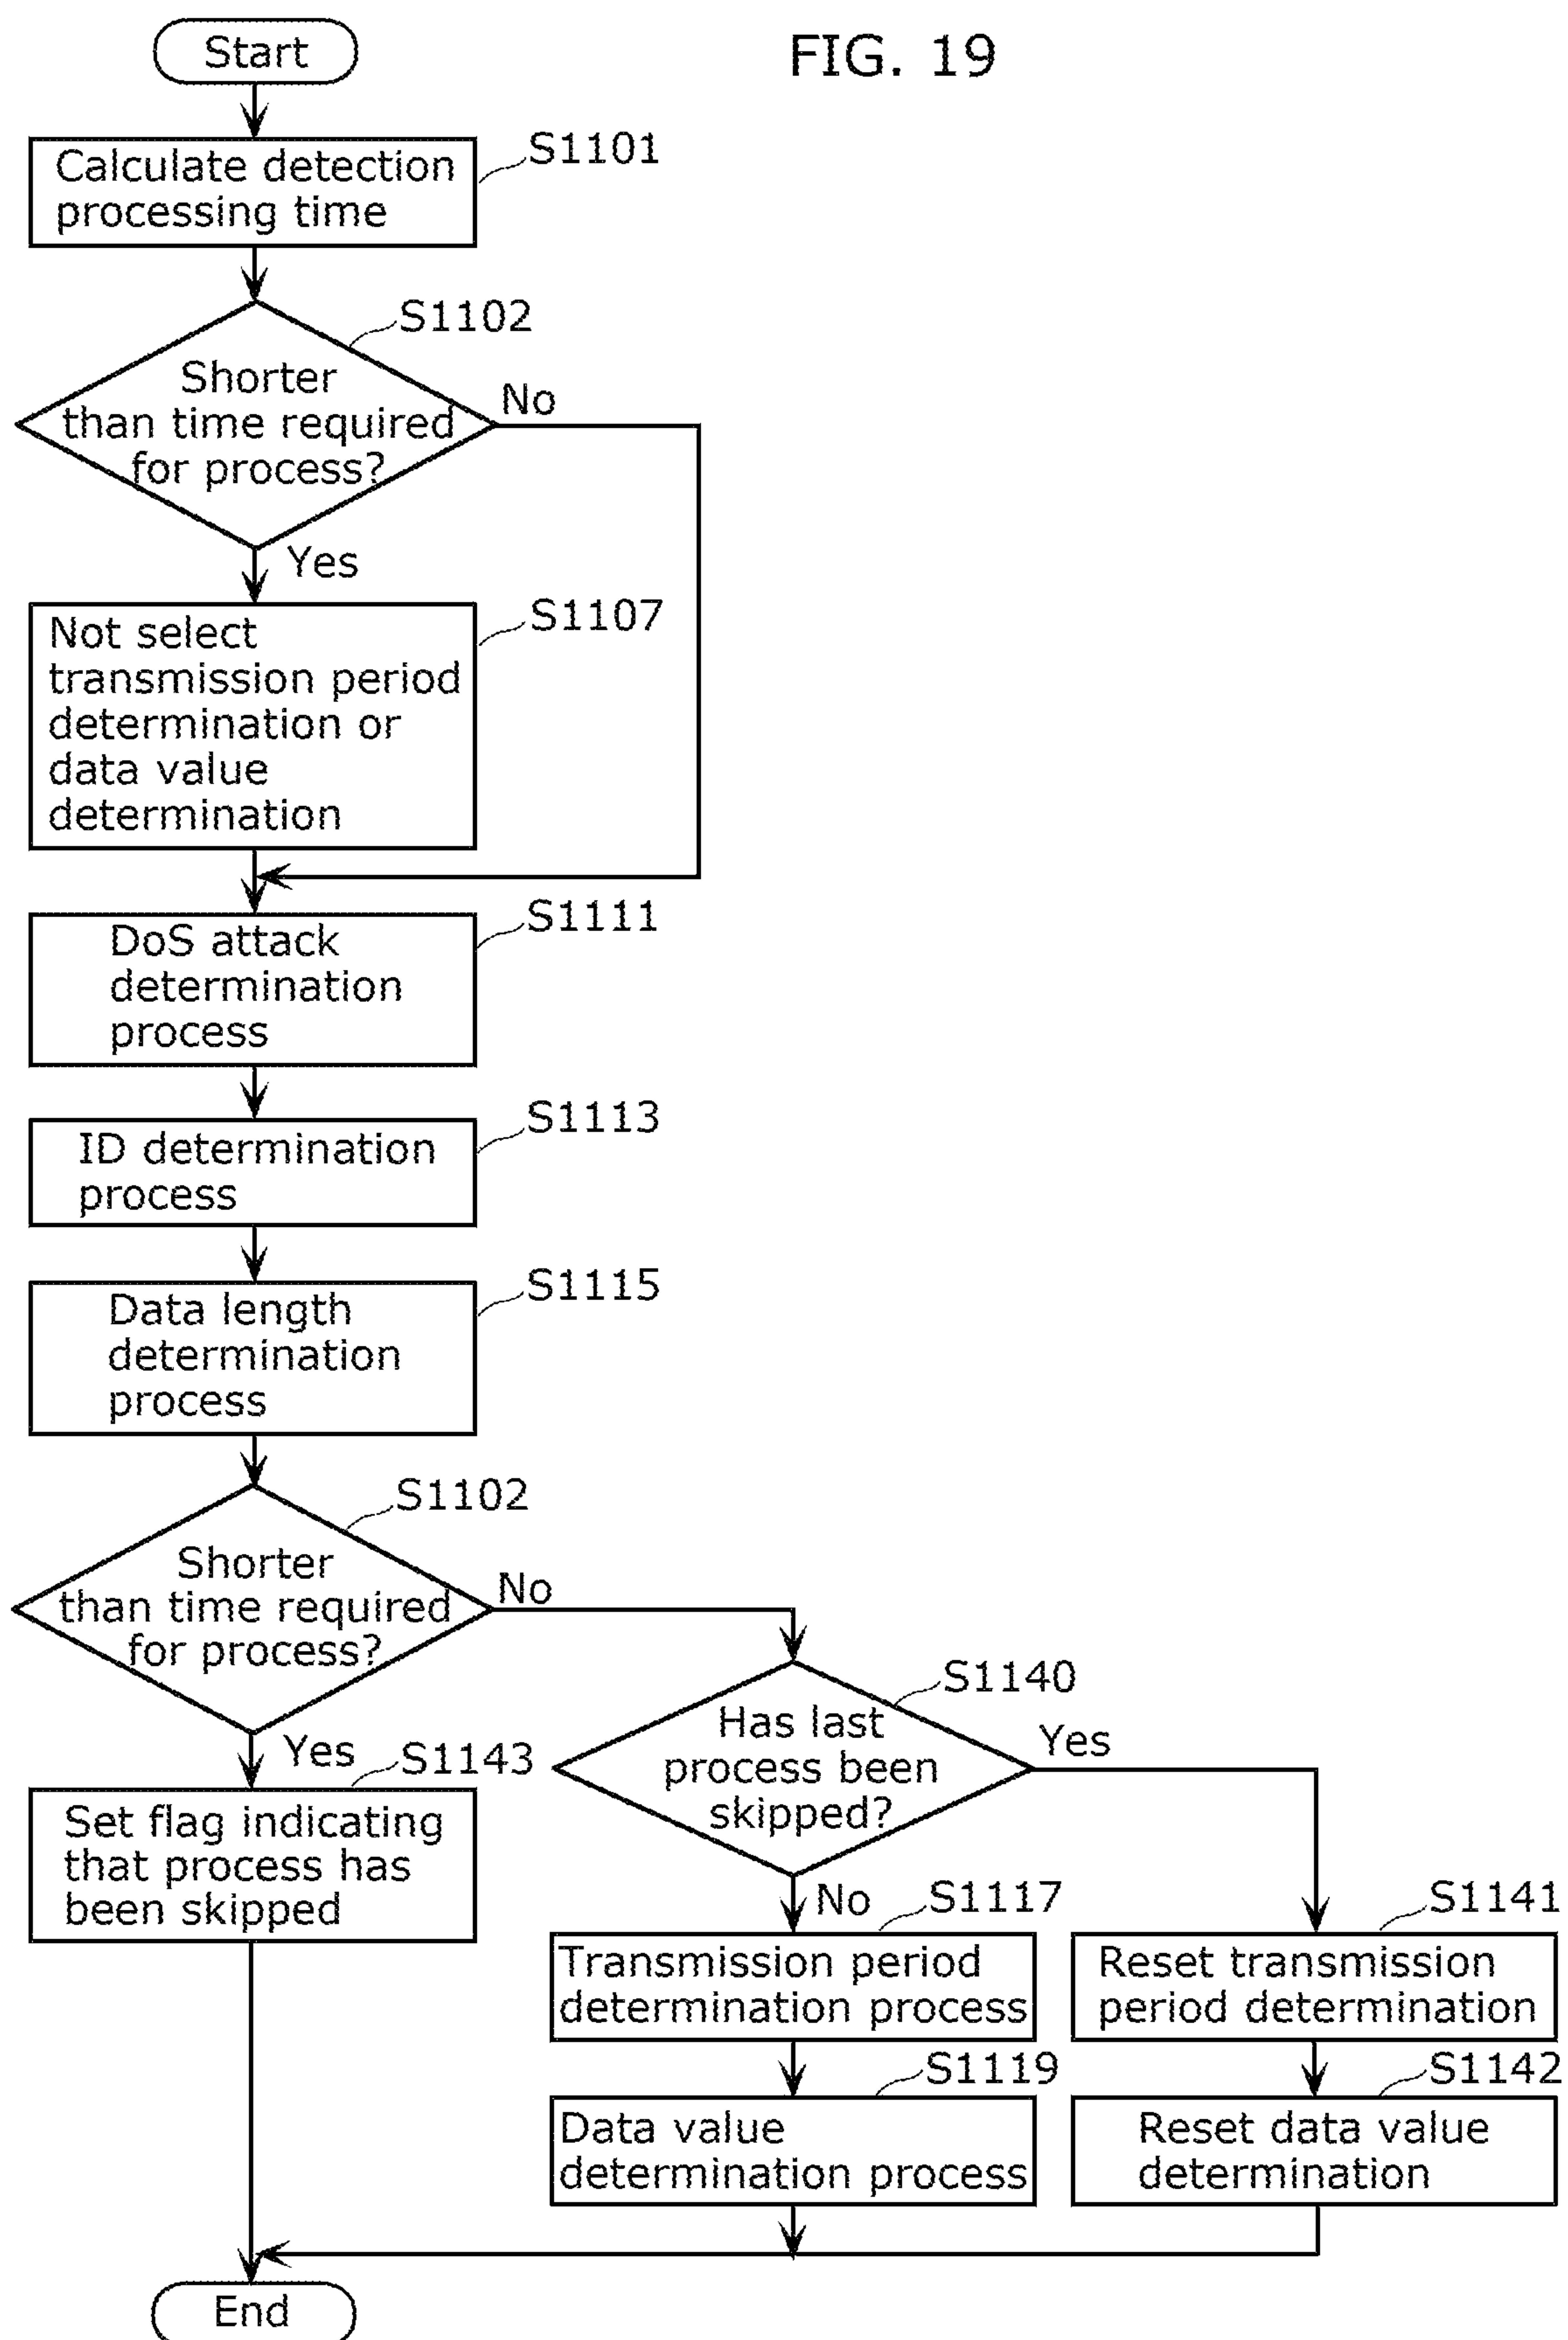 FIG. 19
Start
S1101
Calculate detection
processing time
S1102
Shorter
than time required
for process?
No
Yes
S1107
Not select
transmission period
determination or
data value
determination
S1111
DoS attack
determination
process
S1113
ID determination
process
S1115
Data length
determination
process
S1102
Shorter
than time required
for process?
No
Yes
S1143
Set flag indicating
that process has
been skipped
S1140
Has last
process been
skipped?
Yes
No
S1117
Transmission period
determination process
S1119
Data value
determination process
S1141
Reset transmission
period determination
S1142
Reset data value
determination
End